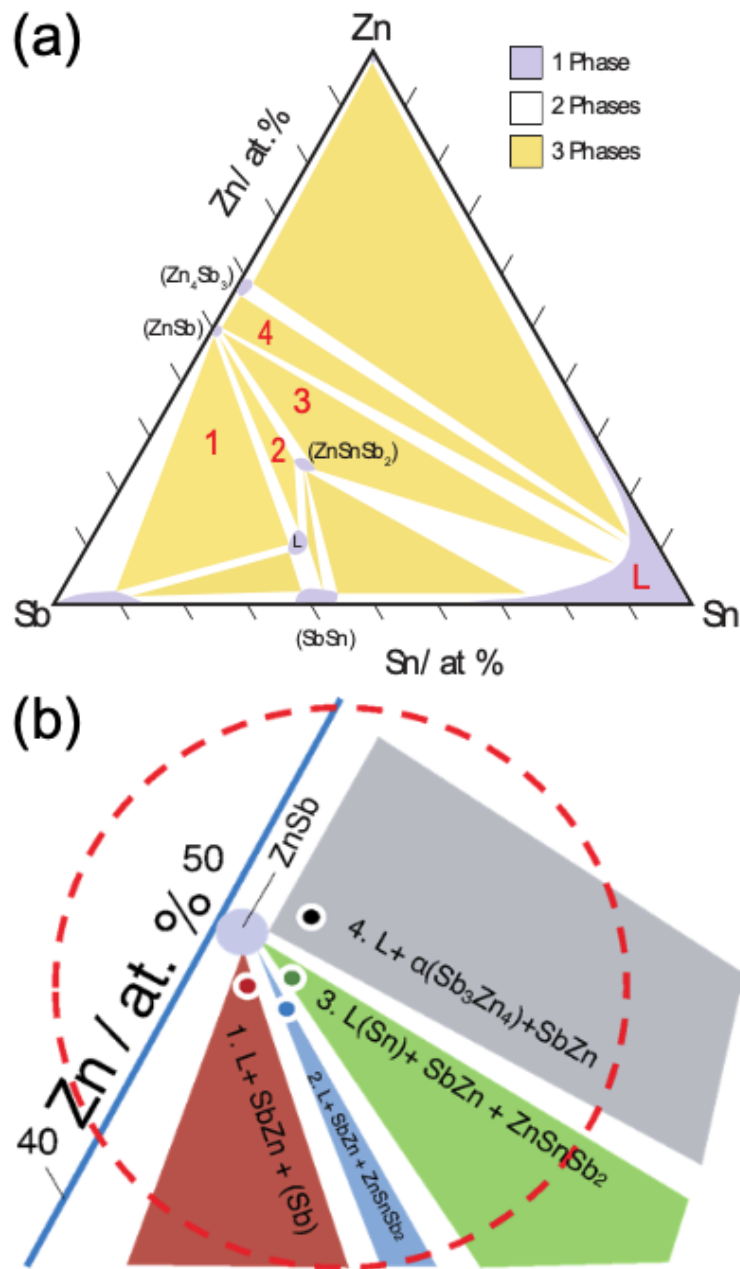 (a)
Zn
1 Phase
2 Phases
3 Phases
Zn/ at.%
(Zn₄Sb₃)
(ZnSb)
4
3
1
2
(ZnSnSb₂)
L
L
Sb
Sn
(SbSn)
Sn/ at %
(b)
ZnSb
50
Zn / at. %
40
4. L+ α(Sb₃Zn₄)+SbZn
3. L(Sn)+ SbZn + ZnSnSb₂
2. L+ SbZn + ZnSnSb₂
1. L+ SbZn + (Sb)